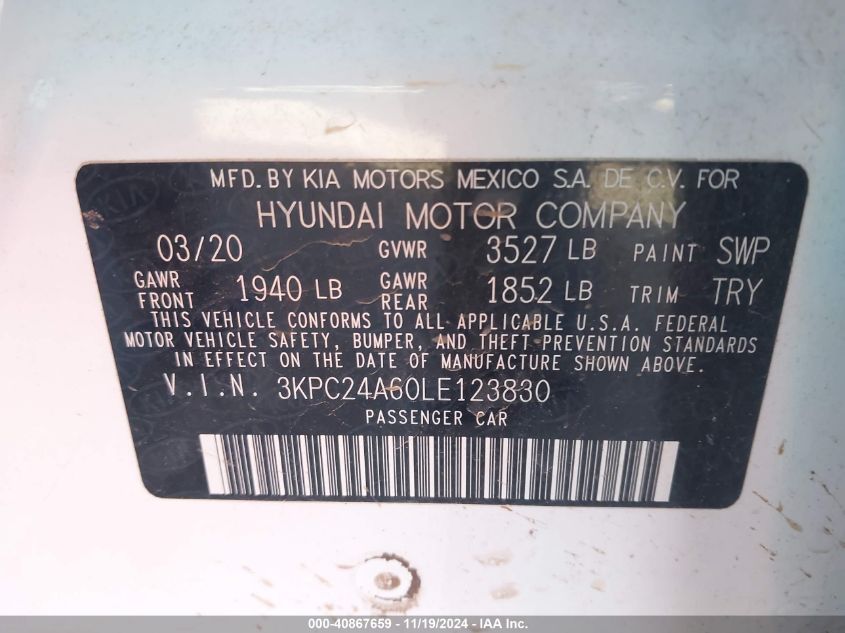 MFD. BY KIA MOTORS MEXICO S.A. DE C.V. FOR
HYUNDAI MOTOR COMPANY
03/20 GVWR 3527 LB PAINT SWP
GAWR FRONT 1940 LB GAWR REAR 1852 LB TRIM TRY
THIS VEHICLE CONFORMS TO ALL APPLICABLE U.S.A. FEDERAL
MOTOR VEHICLE SAFETY, BUMPER, AND THEFT PREVENTION STANDARDS
IN EFFECT ON THE DATE OF MANUFACTURE SHOWN ABOVE.
V.I.N. 3KPC24A60LE123830
PASSENGER CAR
000-40867659 - 11/19/2024 - IAA Inc.